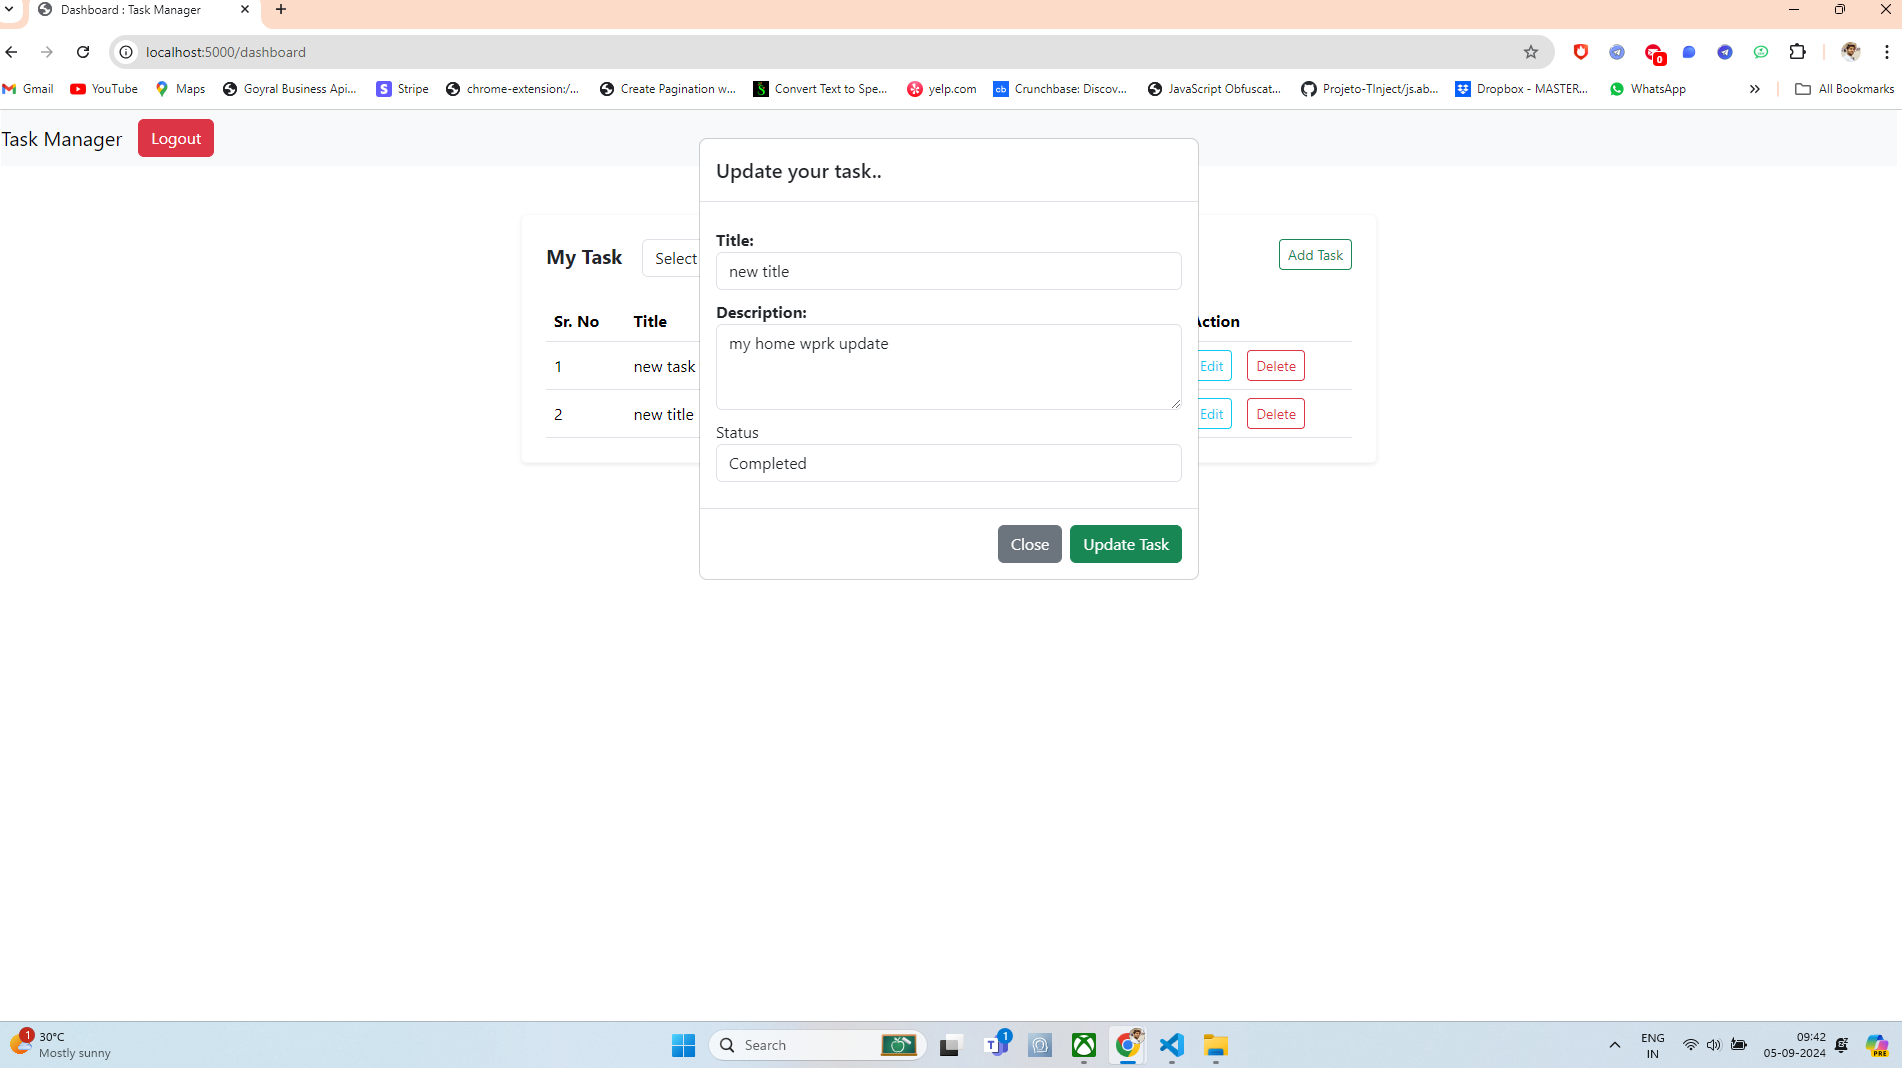 Dashboard : Task Manager
localhost:5000/dashboard
0
Gmail YouTube Maps Goyral Business Api... Stripe chrome-extension:/... Create Pagination w... Convert Text to Spe... yelp.com Crunchbase: Discov... JavaScript Obfuscat... Projeto-TInject/js.ab... Dropbox - MASTER... WhatsApp All Bookmarks
Task Manager Logout
Update your task..
My Task Select Add Task
Title:
new title
Description:
my home wprk update
Status
Completed
Close Update Task
Sr. No Title Action
1 new task Edit Delete
2 new title Edit Delete
30°C
Mostly sunny
Search
ENG
IN
09:42
05-09-2024